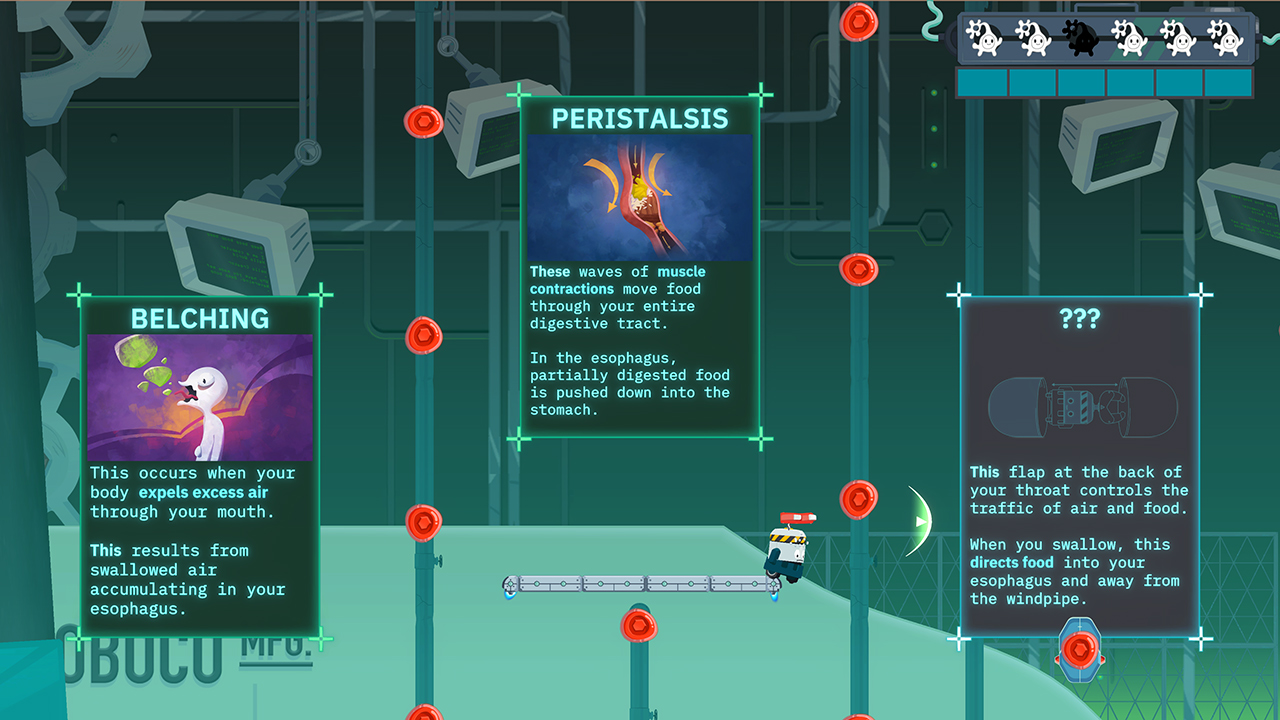 PERISTALSIS
These waves of muscle
contractions move food
through your entire
digestive tract.
In the esophagus,
partially digested food
is pushed down into the
stomach.
BELCHING
This occurs when your
body expels excess air
through your mouth.
This results from
swallowed air
accumulating in your
esophagus.
???
This flap at the back of
your throat controls the
traffic of air and food.
When you swallow, this
directs food into your
esophagus and away from
the windpipe.
OBUCO MFG.